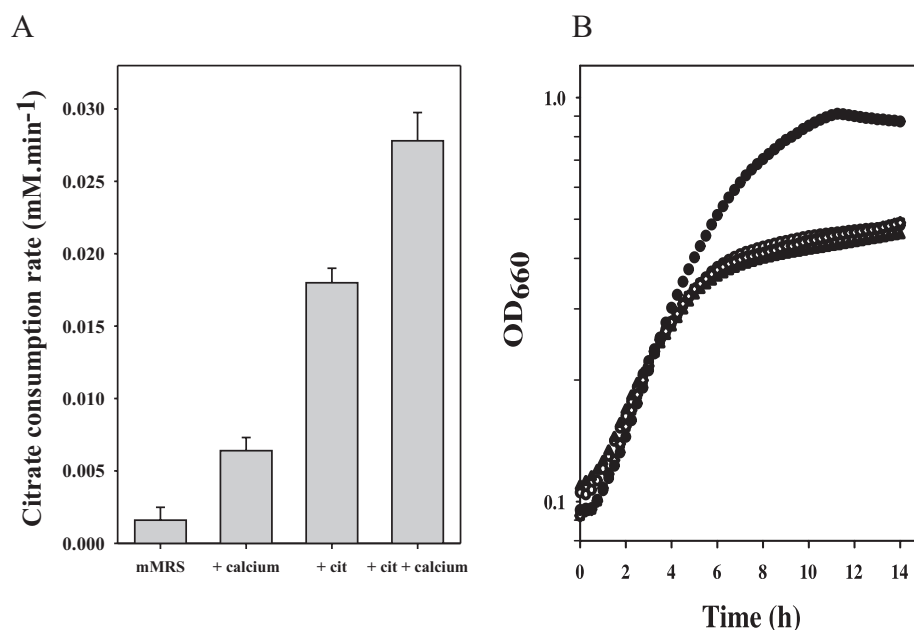 A
Citrate consumption rate (mM.min-1)
0.030
0.025
0.020
0.015
0.010
0.005
0.000
mMRS
+ calcium
+ cit
+ cit + calcium
B
OD660
1.0
0.1
0
2
4
6
8
10
12
14
Time (h)